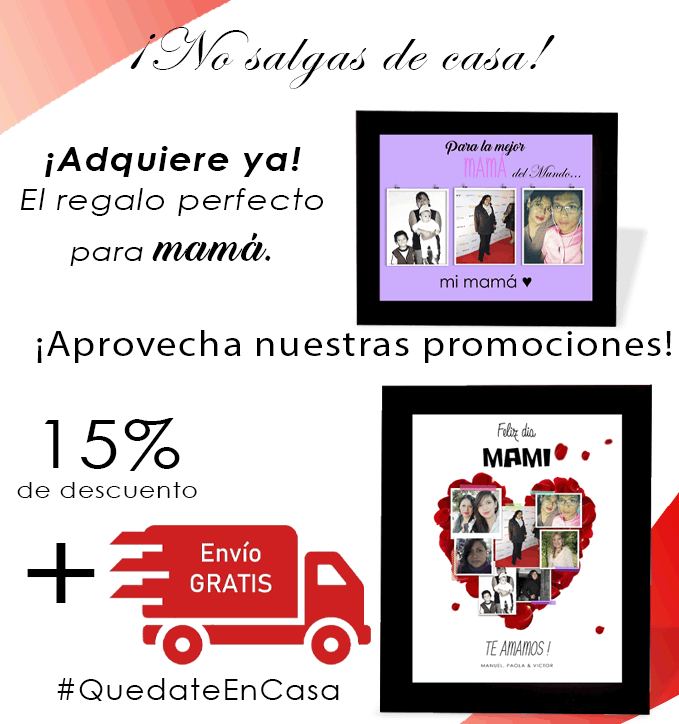 ¡No salgas de casa!
¡Adquiere ya!
El regalo perfecto
para mamá.
Para la mejor
MAMÁ del Mundo...
mi mamá ♥
¡Aprovecha nuestras promociones!
15%
de descuento
+
Envío
GRATIS
#QuedateEnCasa
Feliz día
MAMI
TE AMAMOS!
MANUEL, PAOLA & VICTOR